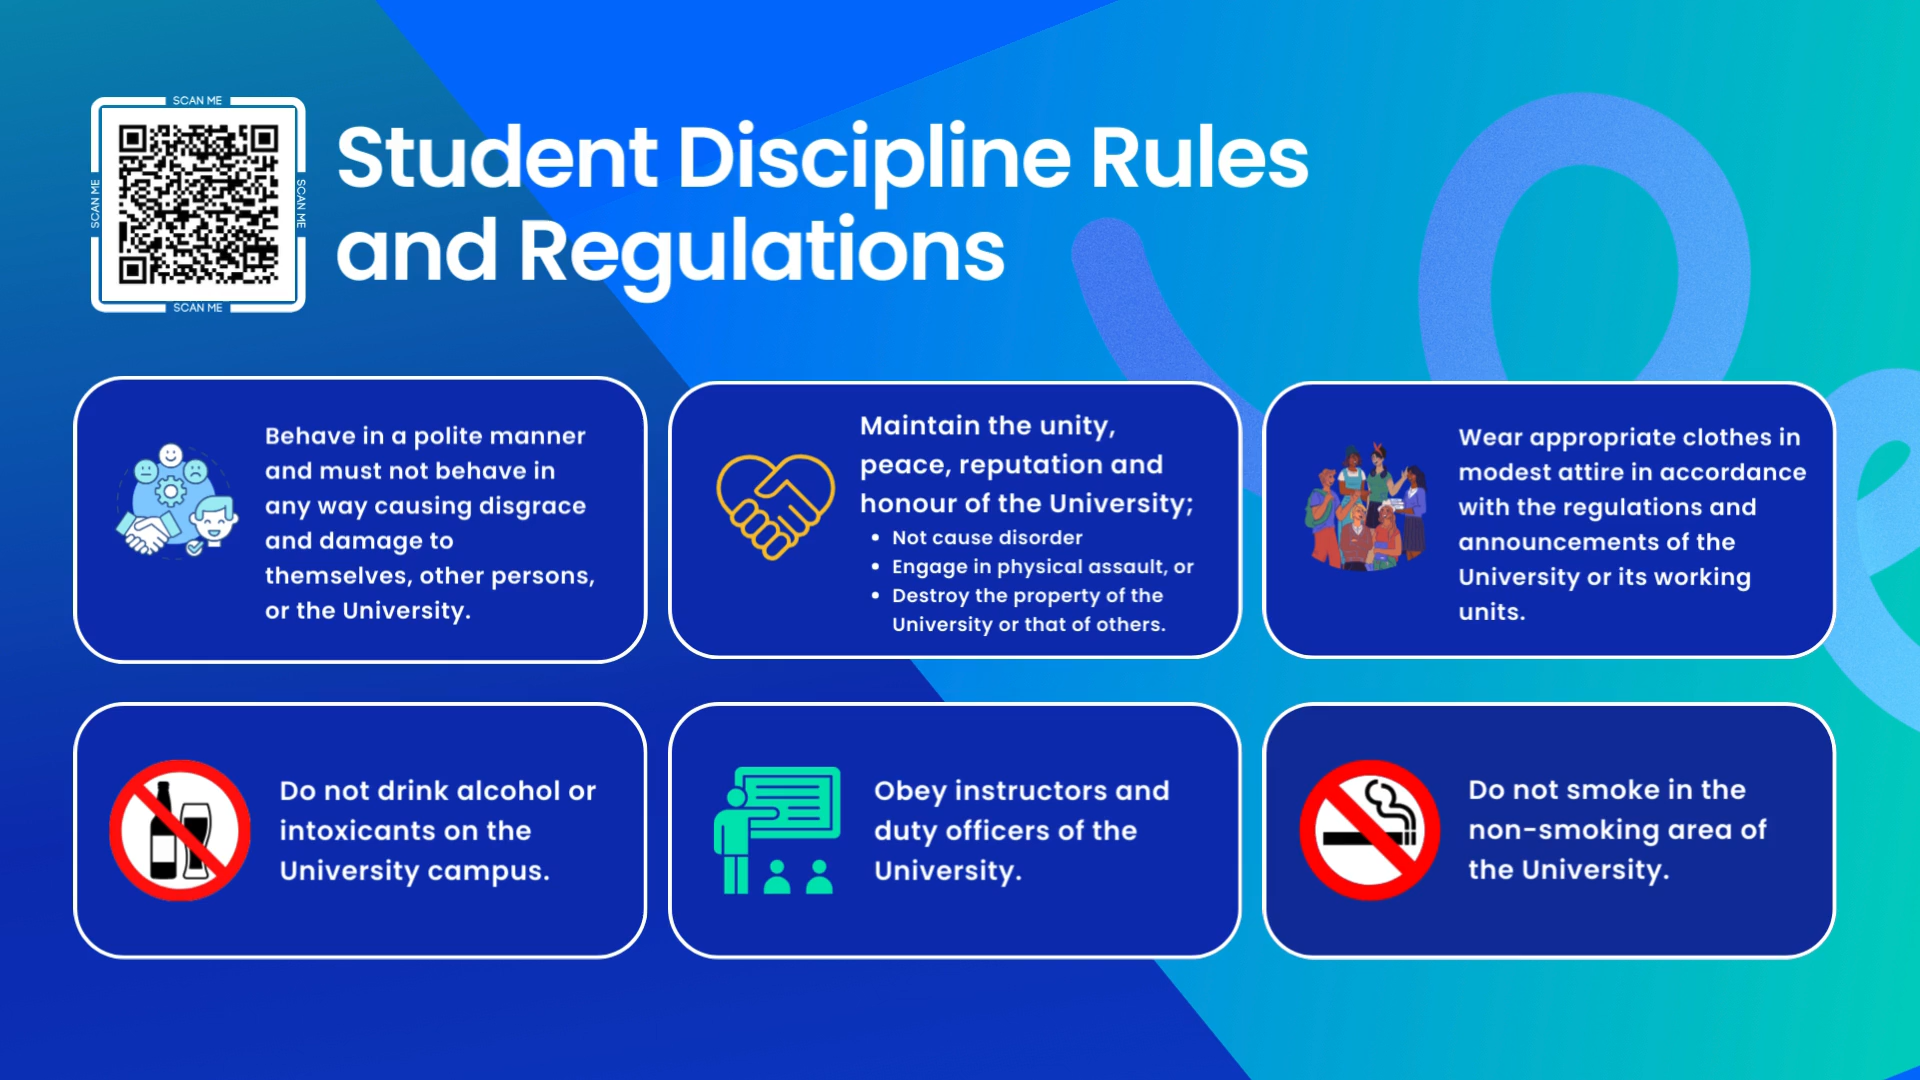 SCAN ME
SCAN ME
SCAN ME
SCAN ME
Student Discipline Rules
and Regulations
Behave in a polite manner
and must not behave in
any way causing disgrace
and damage to
themselves, other persons,
or the University.
Maintain the unity,
peace, reputation and
honour of the University;
• Not cause disorder
• Engage in physical assault, or
• Destroy the property of the
University or that of others.
Wear appropriate clothes in
modest attire in accordance
with the regulations and
announcements of the
University or its working
units.
Do not drink alcohol or
intoxicants on the
University campus.
Obey instructors and
duty officers of the
University.
Do not smoke in the
non-smoking area of
the University.